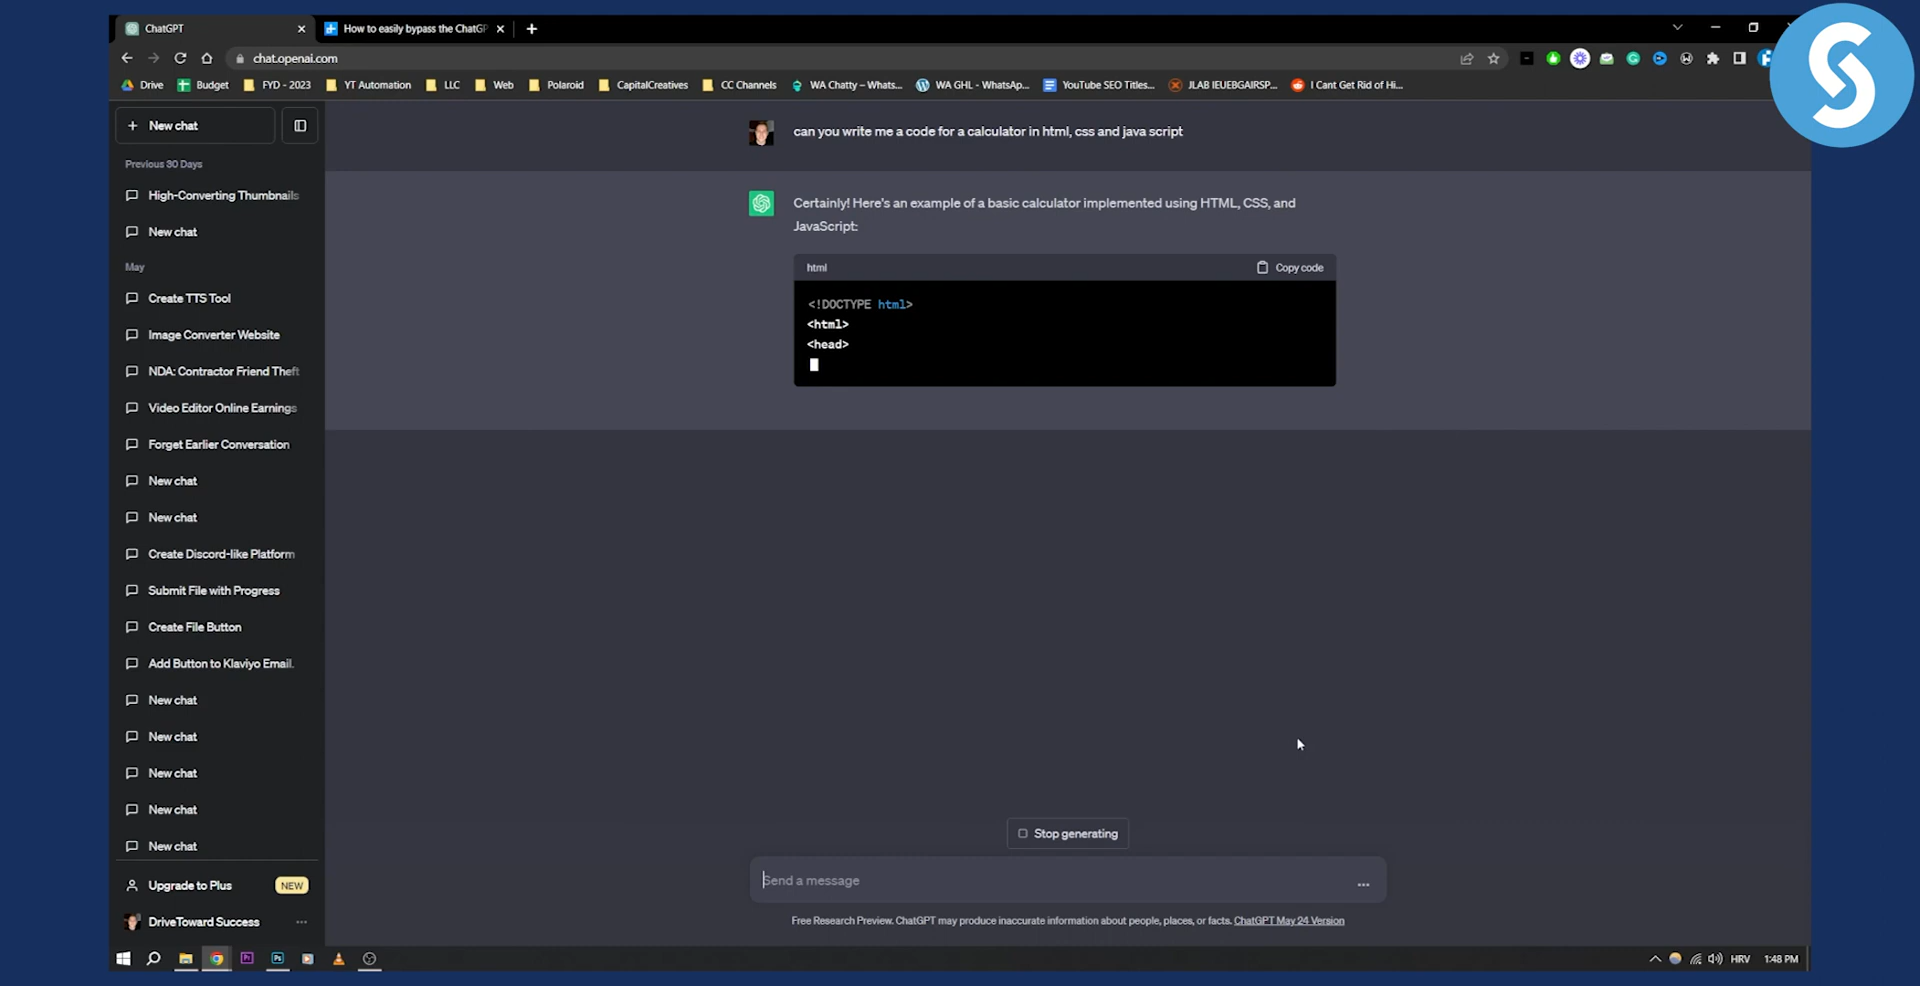 ChatGPT
How to easily bypass the ChatGP
chat.openai.com
Drive
Budget
FYD - 2023
YT Automation
LLC
Web
Polaroid
CapitalCreatives
CC Channels
WA Chatty – Whats...
WA GHL - WhatsAp...
YouTube SEO Titles...
JLAB IEUEBGAIRSP...
I Cant Get Rid of Hi...
S
New chat
Previous 30 Days
High-Converting Thumbnails
New chat
May
Create TTS Tool
Image Converter Website
NDA: Contractor Friend Theft
Video Editor Online Earnings
Forget Earlier Conversation
New chat
New chat
Create Discord-like Platform
Submit File with Progress
Create File Button
Add Button to Klaviyo Email.
New chat
New chat
New chat
New chat
New chat
Upgrade to Plus
NEW
DriveToward Success
can you write me a code for a calculator in html, css and java script
Certainly! Here's an example of a basic calculator implemented using HTML, CSS, and
JavaScript:
html
Copy code
<!DOCTYPE html>
<html>
<head>
Stop generating
Send a message
Free Research Preview. ChatGPT may produce inaccurate information about people, places, or facts. ChatGPT May 24 Version
Pr
Ps
HRV
1:48 PM